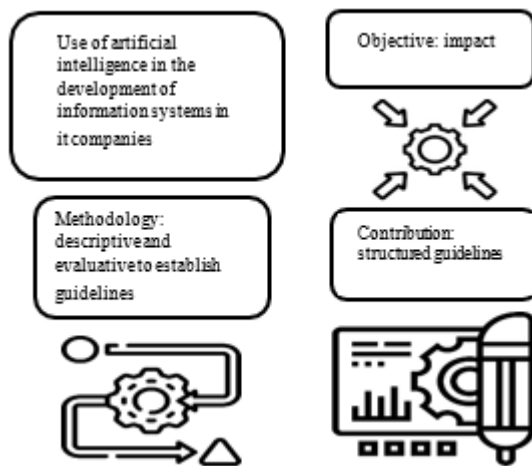 Use of artificial
intelligence in the
development of
information systems in
it companies
Objective: impact
Methodology:
descriptive and
evaluative to establish
guidelines
Contribution:
structured guidelines